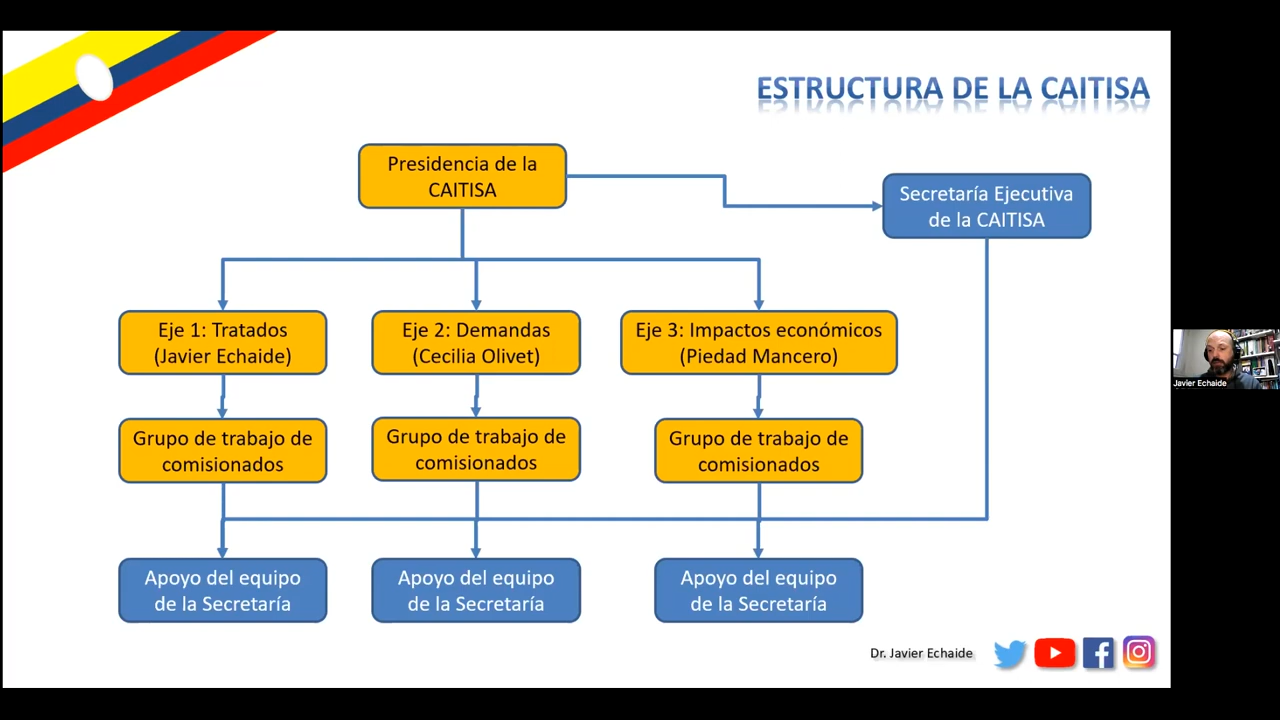 ESTRUCTURA DE LA CAITISA
Presidencia de la
CAITISA
Secretaría Ejecutiva
de la CAITISA
Eje 1: Tratados
(Javier Echaide)
Eje 2: Demandas
(Cecilia Olivet)
Eje 3: Impactos económicos
(Piedad Mancero)
Grupo de trabajo de
comisionados
Grupo de trabajo de
comisionados
Grupo de trabajo de
comisionados
Apoyo del equipo
de la Secretaría
Apoyo del equipo
de la Secretaría
Apoyo del equipo
de la Secretaría
Dr. Javier Echaide
Javier Echaide